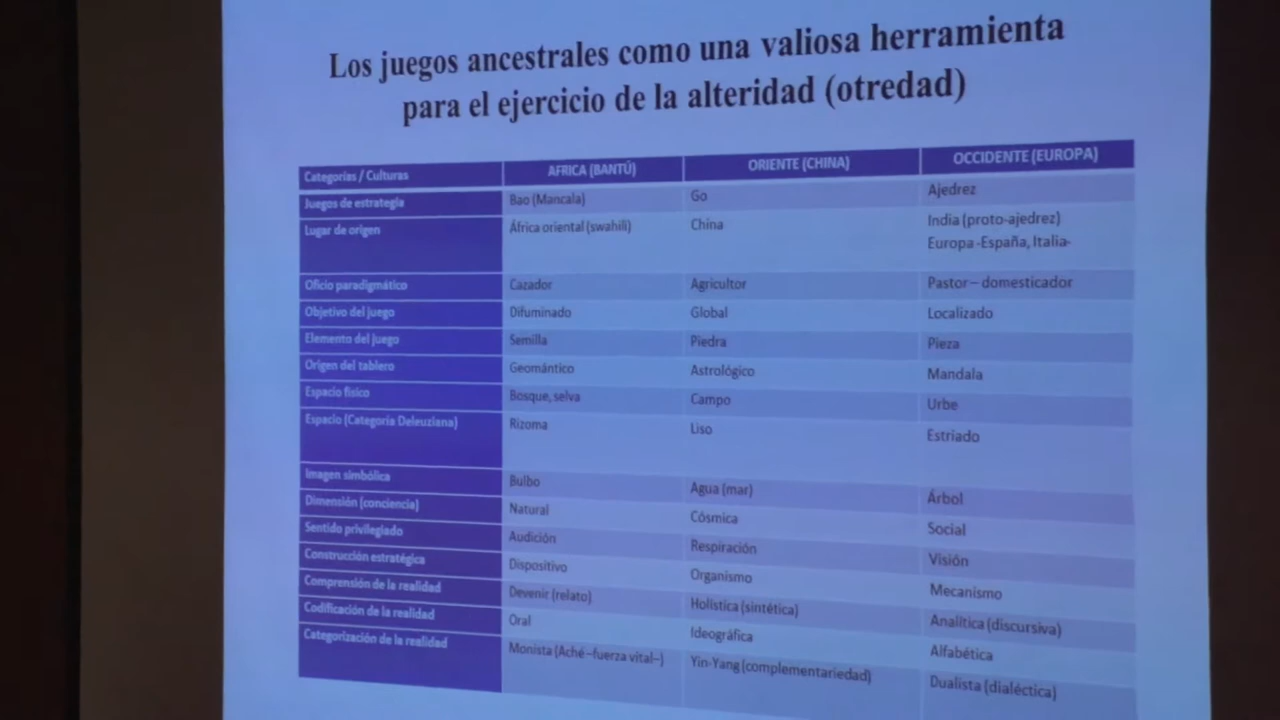 Los juegos ancestrales como una valiosa herramienta
para el ejercicio de la alteridad (otredad)
Categorías / Culturas AFRICA (BANTÚ) ORIENTE (CHINA) OCCIDENTE (EUROPA)
Juegos de estrategia Bao (Mancala) Go Ajedrez
Lugar de origen África oriental (swahili) China India (proto-ajedrez)
Europa -España, Italia-
Oficio paradigmático Cazador Agricultor Pastor – domesticador
Objetivo del juego Difuminado Global Localizado
Elemento del juego Semilla Piedra Pieza
Origen del tablero Geomántico Astrológico Mandala
Espacio físico Bosque, selva Campo Urbe
Espacio (Categoría Deleuziana) Rizoma Liso Estriado
Imagen simbólica Bulbo Agua (mar) Árbol
Dimensión (conciencia) Natural Cósmica Social
Sentido privilegiado Audición Respiración Visión
Construcción estratégica Dispositivo Organismo Mecanismo
Comprensión de la realidad Devenir (relato) Holística (sintética) Analítica (discursiva)
Codificación de la realidad Oral Ideográfica Alfabética
Categorización de la realidad Monista (Aché –fuerza vital–) Yin-Yang (complementariedad) Dualista (dialéctica)